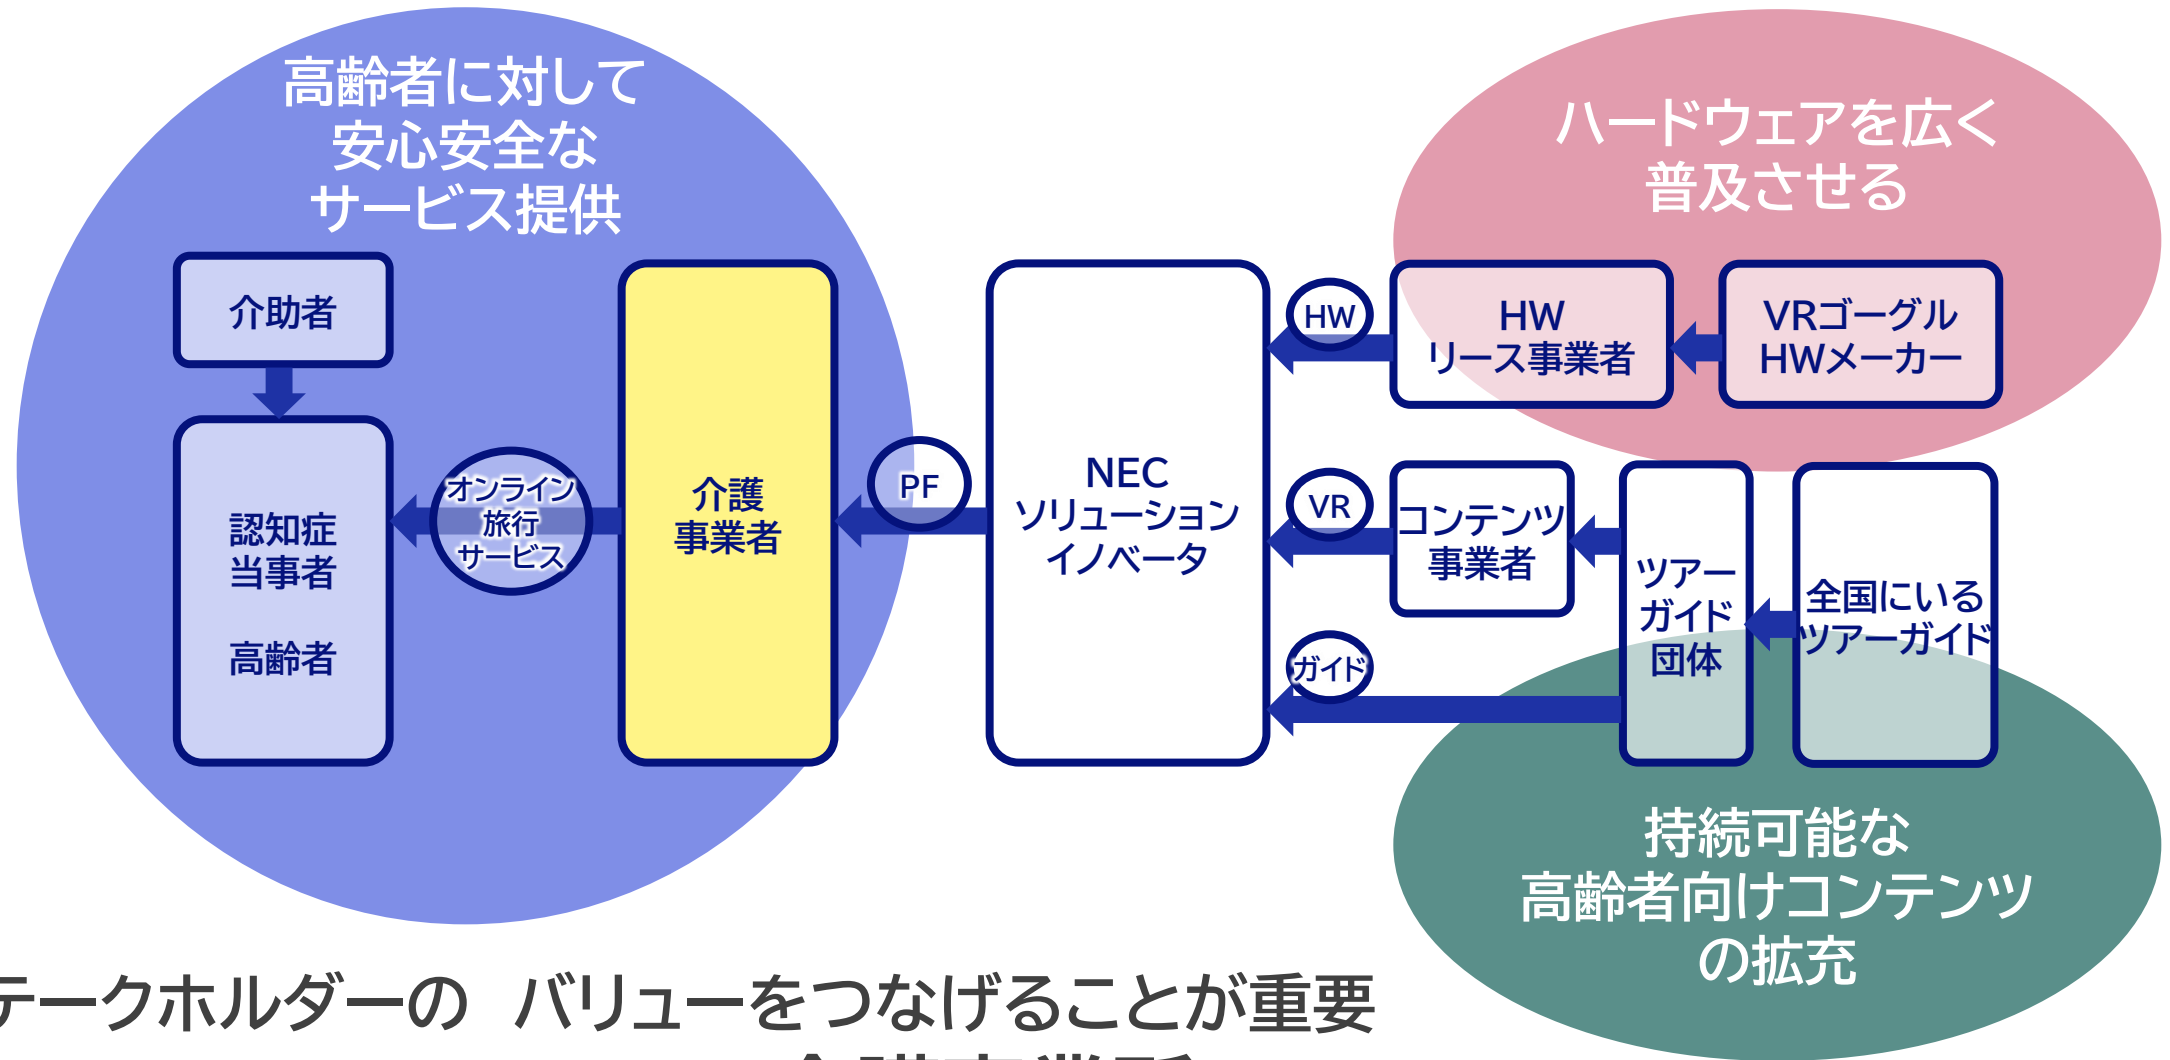 高齢者に対して
安心安全な
サービス提供
介助者
認知症
当事者
高齢者
オンライン
旅行
サービス
介護
事業者
PF
NEC
ソリューション
イノベータ
HW
VR
ガイド
ハードウェアを広く
普及させる
HW
リース事業者
VRゴーグル
HWメーカー
コンテンツ
事業者
ツアー
ガイド
団体
全国にいる
ツアーガイド
持続可能な
高齢者向けコンテンツ
の拡充
テークホルダーの バリューをつなげることが重要